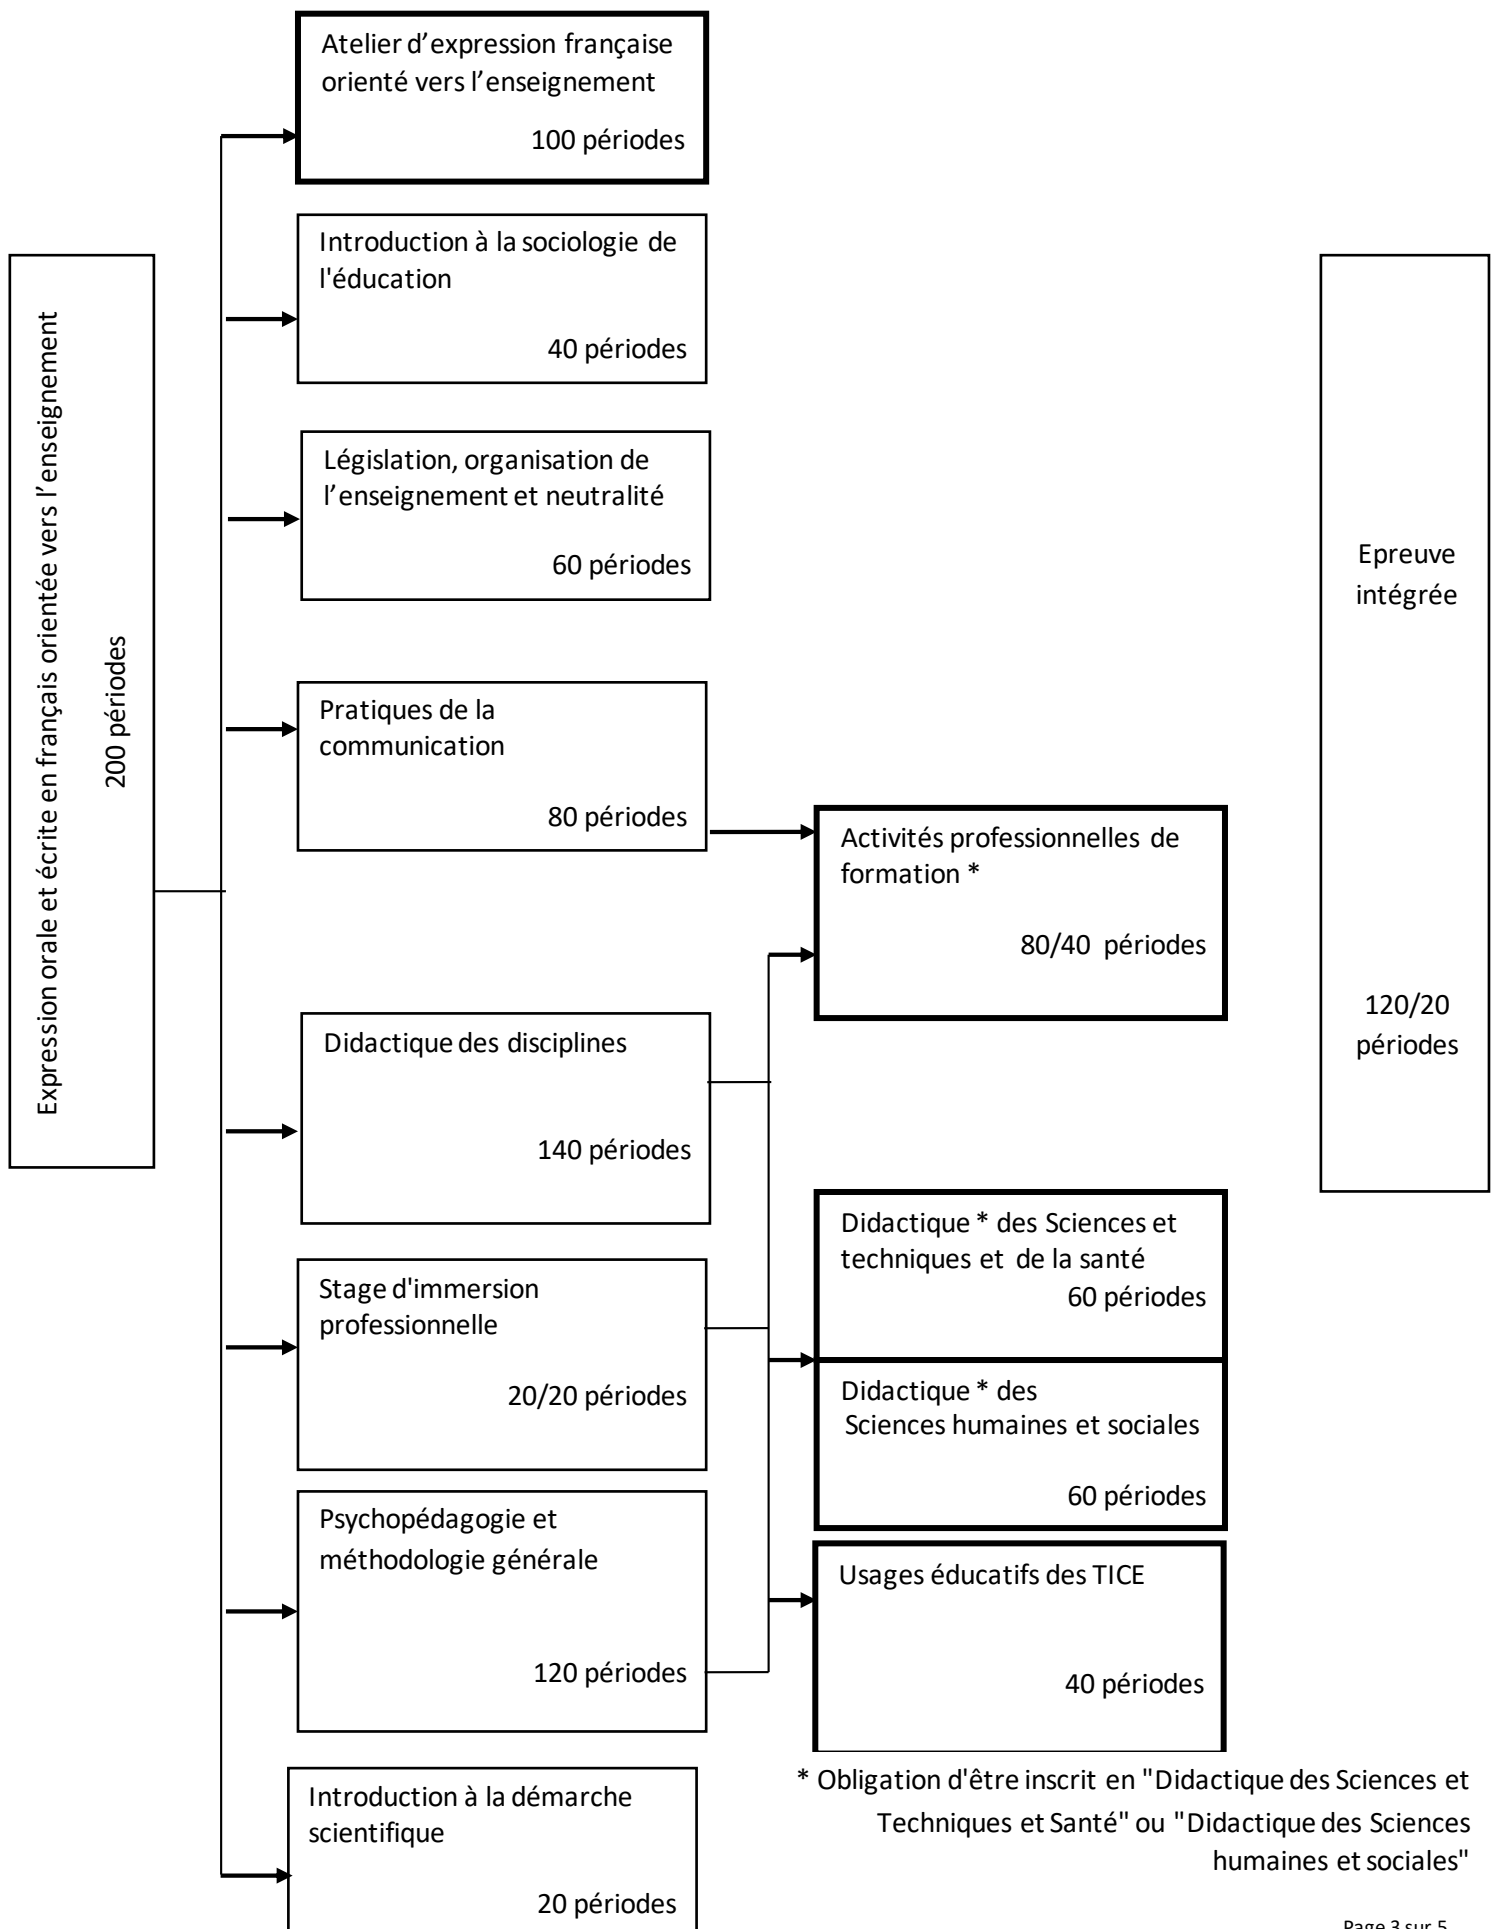 Expression orale et écrite en français orientée vers l’enseignement
200 périodes
Atelier d’expression française
orienté vers l’enseignement
100 périodes
Introduction à la sociologie de
l'éducation
40 périodes
Législation, organisation de
l’enseignement et neutralité
60 périodes
Pratiques de la
communication
80 périodes
Didactique des disciplines
140 périodes
Stage d'immersion
professionnelle
20/20 périodes
Psychopédagogie et
méthodologie générale
120 périodes
Introduction à la démarche
scientifique
20 périodes
Activités professionnelles de
formation *
80/40 périodes
Didactique * des Sciences et
techniques et de la santé
60 périodes
Didactique * des
Sciences humaines et sociales
60 périodes
Usages éducatifs des TICE
40 périodes
Epreuve
intégrée
120/20
périodes
* Obligation d'être inscrit en "Didactique des Sciences et
Techniques et Santé" ou "Didactique des Sciences
humaines et sociales"
Page 3 sur 5